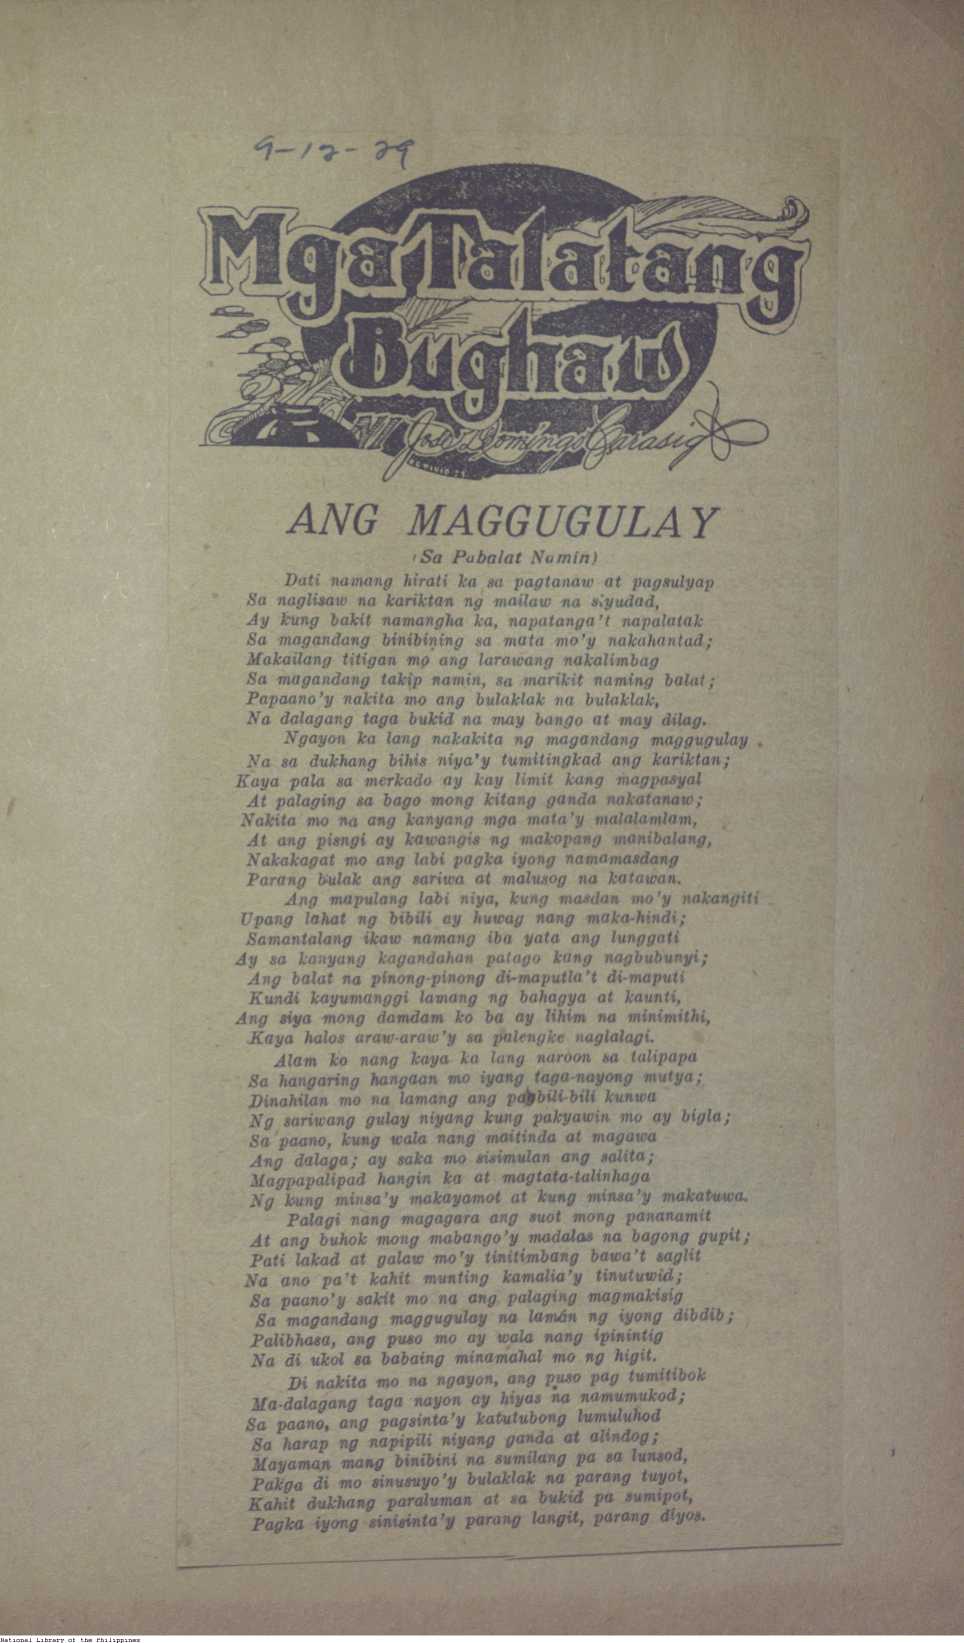 9-12-29
Mga Talatang
Bughaw
NI Jose Domingo Carasig
ANG MAGGUGULAY
(Sa Pabalat Namin)
Dati namang hirati ka sa pagtanaw at pagsulyap
Sa naglisaw na kariktan ng mailaw na siyudad,
Ay kung bakit namangha ka, napatanga't napalatak
Sa magandang binibining sa mata mo'y nakahantad;
Makailang titigan mo ang larawang nakalimbag
Sa magandang takip namin, sa marikit naming balat;
Papaano'y nakita mo ang bulaklak na bulaklak,
Na dalagang taga bukid na may bango at may dilag.
Ngayon ka lang nakakita ng magandang maggugulay
Na sa dukhang bihis niya'y tumitingkad ang kariktan;
Kaya pala sa merkado ay kay limit kang magpasyal
At palaging sa bago mong kitang ganda nakatanaw;
Nakita mo na ang kanyang mga mata'y malalamlam,
At ang pisngi ay kawangis ng makopang manibalang,
Nakakagat mo ang labi pagka iyong namamasdang
Parang bulak ang sariwa at malusog na katawan.
Ang mapulang labi niya, kung masdan mo'y nakangiti
Upang lahat ng bibili ay huwag nang maka-hindi;
Samantalang ikaw namang iba yata ang lunggati
Ay sa kanyang kagandahan patago kang nagbubunyi;
Ang balat na pinong-pinong di-maputla't di-maputi
Kundi kayumanggi lamang ng bahagya at kaunti,
Ang siya mong damdam ko ba ay lihim na minimithi,
Kaya halos araw-araw'y sa palengke naglalagi.
Alam ko nang kaya ka lang naroon sa talipapa
Sa hangaring hangaan mo iyang taga-nayong mutya;
Dinahilan mo na lamang ang pagbili-bili kunwa
Ng sariwang gulay niyang kung pakyawin mo ay bigla;
Sa paano, kung wala nang maitinda at magawa
Ang dalaga; ay saka mo sisimulan ang salita;
Magpapalipad hangin ka at magtata-talinhaga
Ng kung minsa'y makayamot at kung minsa'y makatuwa.
Palagi nang magagara ang suot mong pananamit
At ang buhok mong mabango'y madalas na bagong gupit;
Pati lakad at galaw mo'y tinitimbang bawa't saglit
Na ano pa't kahit munting kamalia'y tinutuwid;
Sa paano'y sakit mo na ang palaging magmakisig
Sa magandang maggugulay na lamán ng iyong dibdib;
Palibhasa, ang puso mo ay wala nang ipinintig
Na di ukol sa babaing minamahal mo ng higit.
Di nakita mo na ngayon, ang puso pag tumitibok
Ma-dalagang taga nayon ay hiyas na namumukod;
Sa paano, ang pagsinta'y katutubong lumuluhod
Sa harap ng napipili niyang ganda at alindog;
Mayaman mang binibini na sumilang pa sa lunsod,
Pakga di mo sinusuyo'y bulaklak na parang tuyot,
Kahit dukhang paraluman at sa bukid pa sumipot,
Pagka iyong sinisinta'y parang langit, parang diyos.
National Library of the Philippines